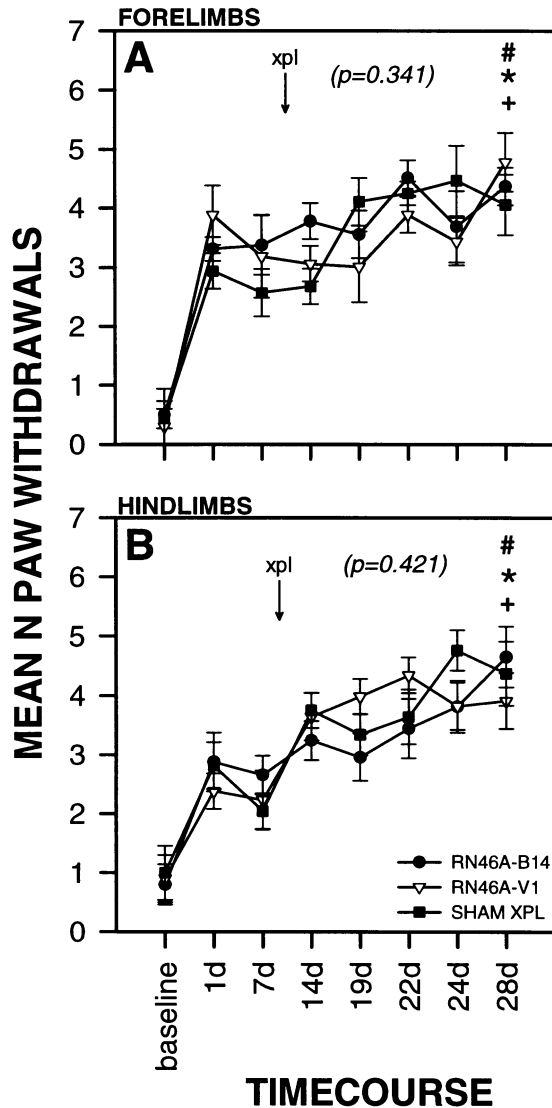 FORELIMBS
A
xpl
(p=0.341)
#
*
+
7
6
5
4
3
2
1
0
MEAN N PAW WITHDRAWALS
HINDLIMBS
B
xpl
(p=0.421)
#
*
+
7
6
5
4
3
2
1
0
RN46A-B14
RN46A-V1
SHAM XPL
baseline
1d
7d
14d
19d
22d
24d
28d
TIMECOURSE